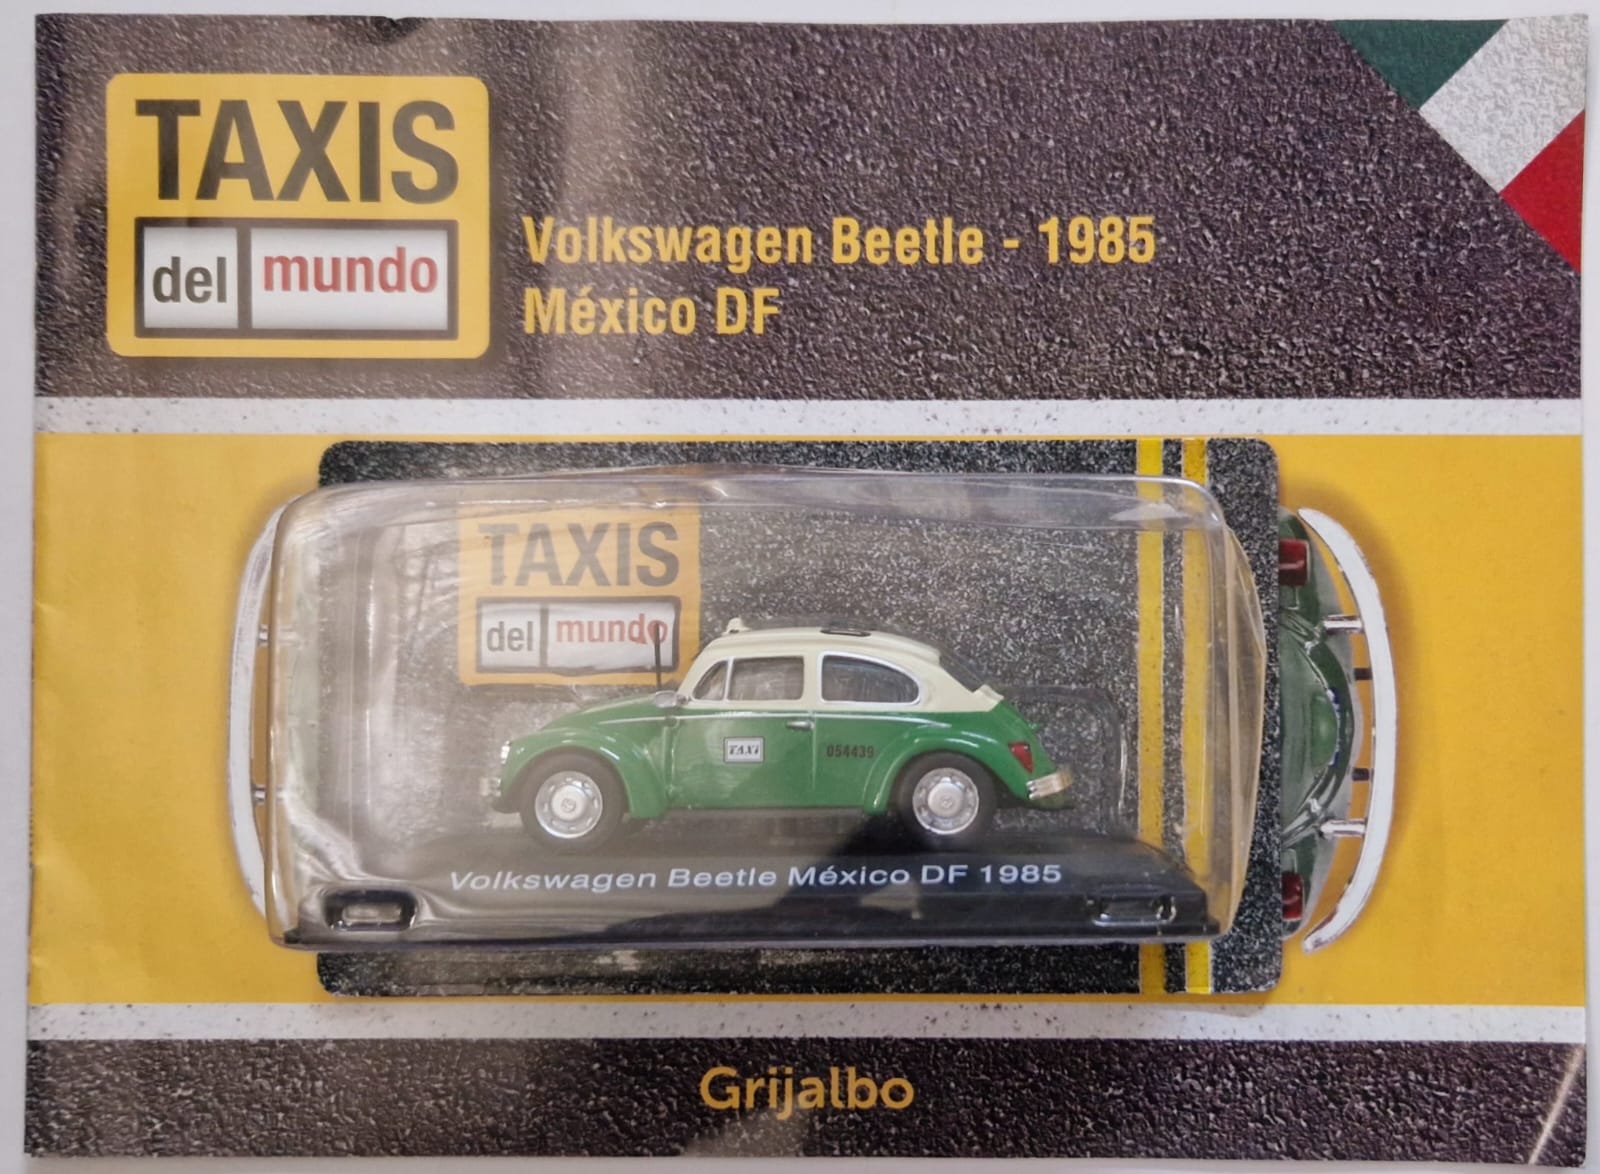 TAXIS
del mundo
Volkswagen Beetle - 1985
México DF
TAXIS
del mundo
TAXI
054439
Volkswagen Beetle México DF 1985
Grijalbo